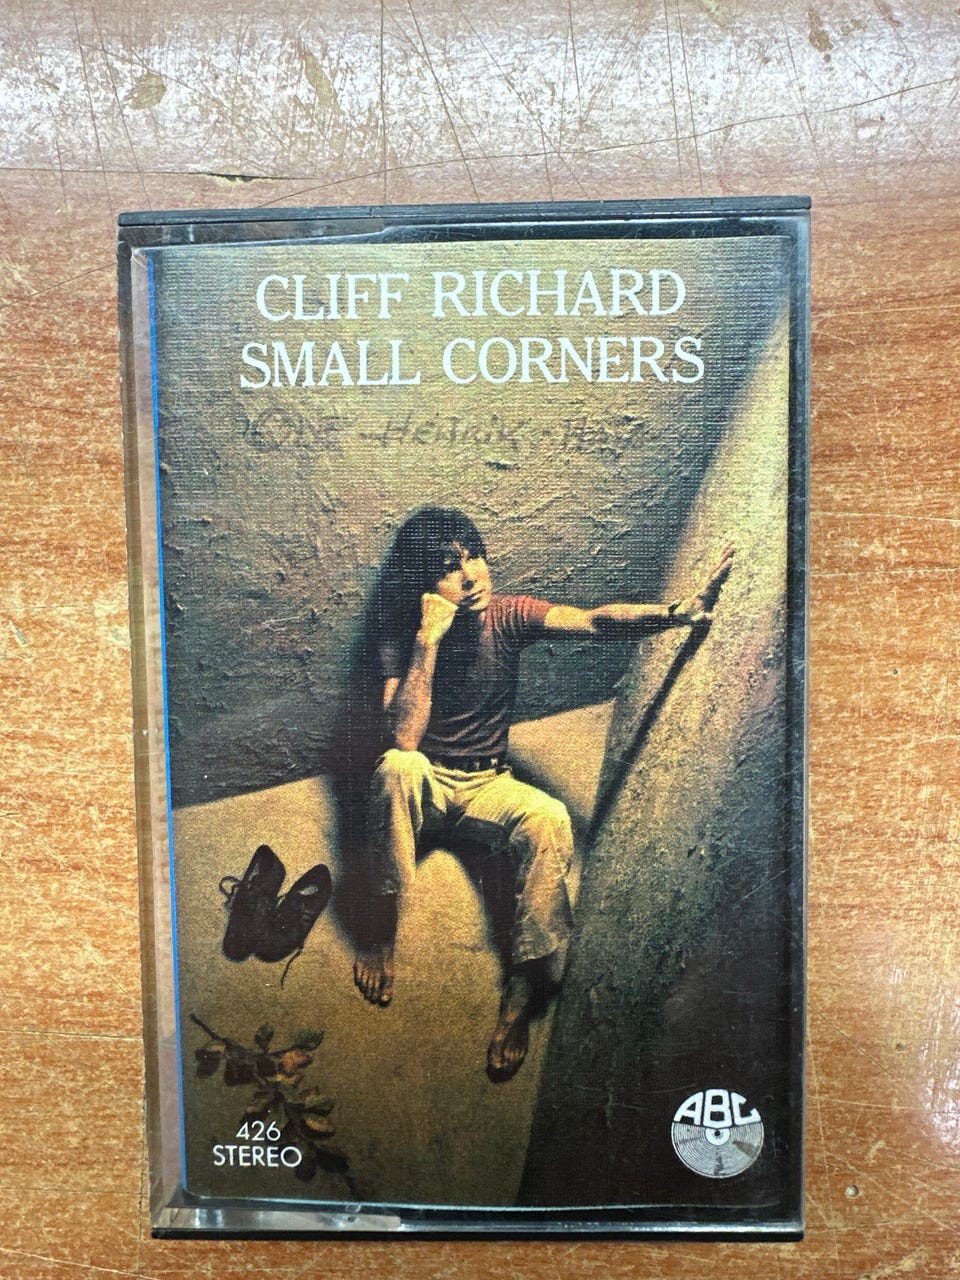 CLIFF RICHARD
SMALL CORNERS
ABC
426
STEREO